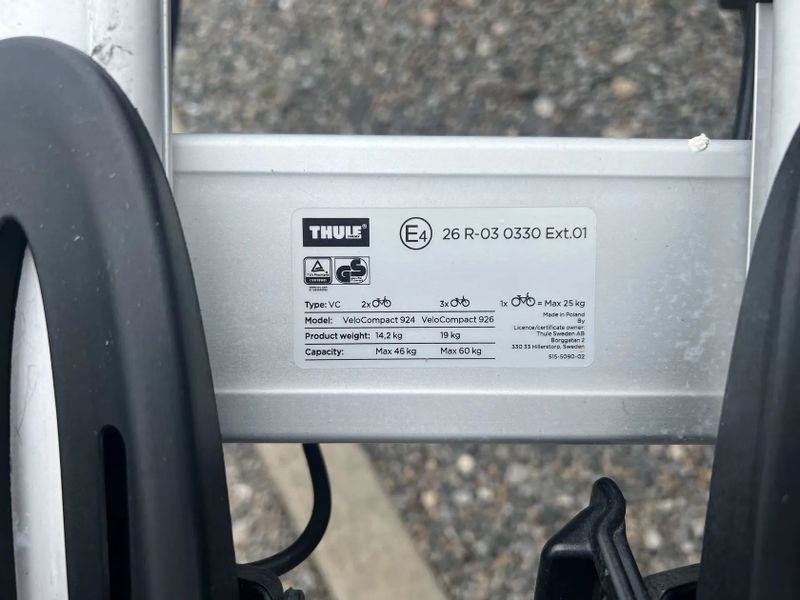 THULE®
E4 26 R-03 0330 Ext.01
GS
Type: VC 2x 3x 1x = Max 25 kg
Model: VeloCompact 924 VeloCompact 926
Product weight: 14,2 kg 19 kg
Capacity: Max 46 kg Max 60 kg
Made in Poland
By
Licence/certificate owner:
Thule Sweden AB
Borggatan 2
330 33 Hillerstorp, Sweden
515-5090-02